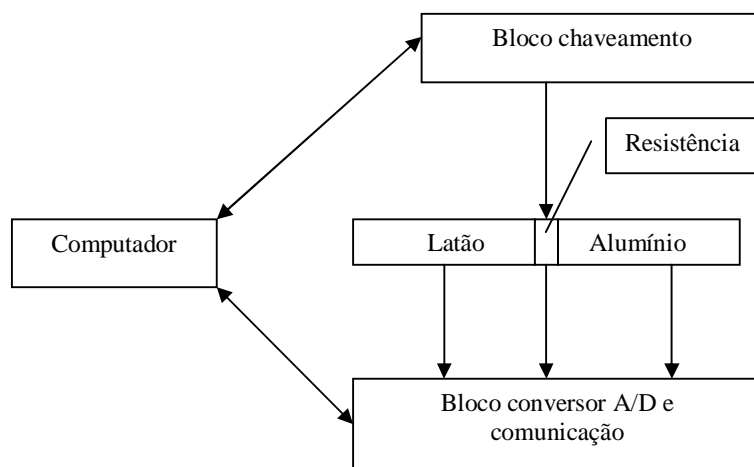 Bloco chaveamento
Resistência
Computador
Latão
Alumínio
Bloco conversor A/D e
comunicação